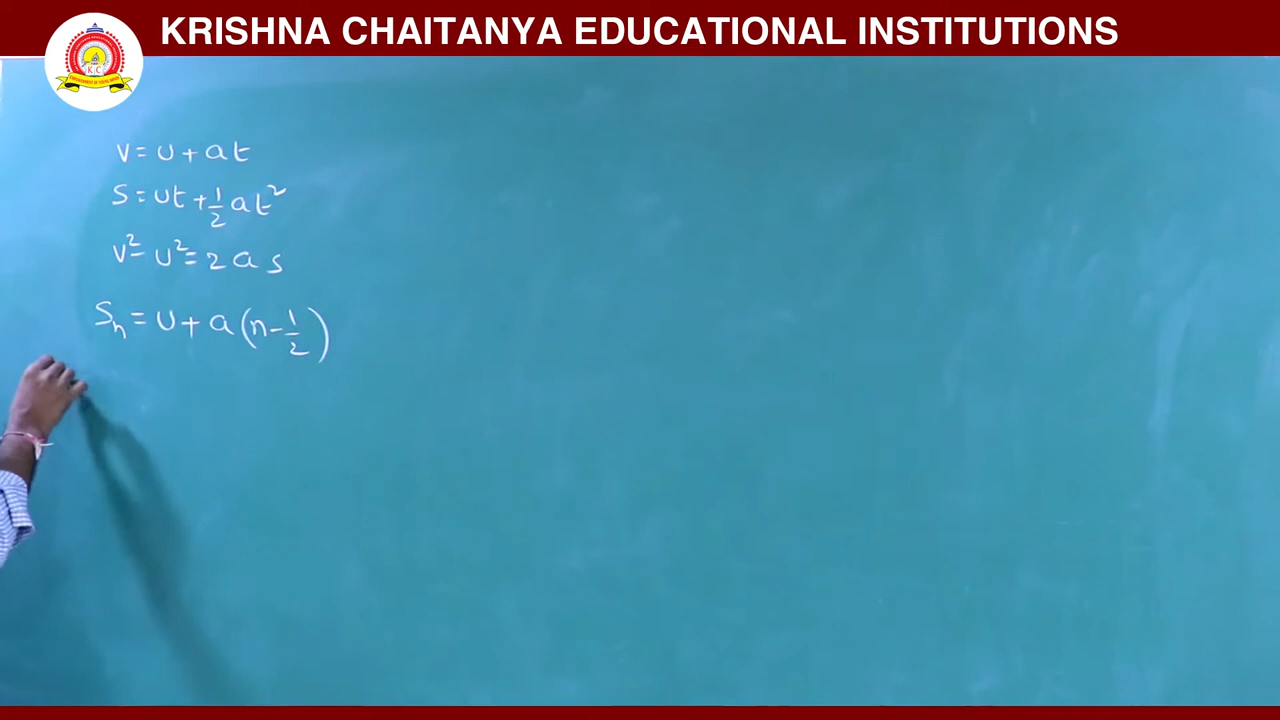 KRISHNA CHAITANYA EDUCATIONAL INSTITUTIONS
K C
v = u + at
s = ut + 1/2 at²
v² - u² = 2as
Sₙ = u + a(n - 1/2)